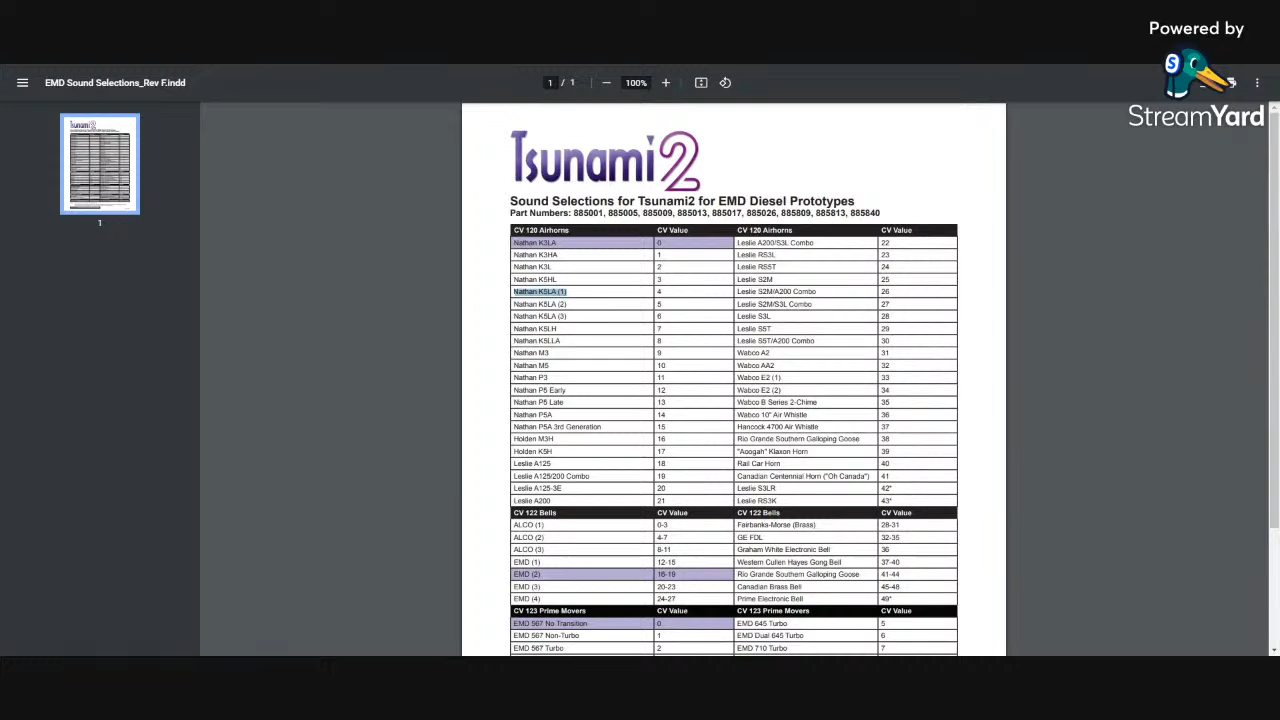 Powered by
StreamYard
EMD Sound Selections_Rev F.indd
1 / 1
100%
1
Tsunami2
Sound Selections for Tsunami2 for EMD Diesel Prototypes
Part Numbers: 885001, 885005, 885009, 885013, 885017, 885026, 885809, 885813, 885840
CV 120 Airhorns CV Value CV 120 Airhorns CV Value
Nathan K3LA 0 Leslie A200/S3L Combo 22
Nathan K3HA 1 Leslie RS3L 23
Nathan K3L 2 Leslie RS5T 24
Nathan K5HL 3 Leslie S2M 25
Nathan K5LA (1) 4 Leslie S2M/A200 Combo 26
Nathan K5LA (2) 5 Leslie S2M/S3L Combo 27
Nathan K5LA (3) 6 Leslie S3L 28
Nathan K5LH 7 Leslie S5T 29
Nathan K5LLA 8 Leslie S5T/A200 Combo 30
Nathan M3 9 Wabco A2 31
Nathan M5 10 Wabco AA2 32
Nathan P3 11 Wabco E2 (1) 33
Nathan P5 Early 12 Wabco E2 (2) 34
Nathan P5 Late 13 Wabco B Series 2-Chime 35
Nathan P5A 14 Wabco 10" Air Whistle 36
Nathan P5A 3rd Generation 15 Hancock 4700 Air Whistle 37
Holden M3H 16 Rio Grande Southern Galloping Goose 38
Holden K5H 17 "Aoogah" Klaxon Horn 39
Leslie A125 18 Rail Car Horn 40
Leslie A125/200 Combo 19 Canadian Centennial Horn ("Oh Canada") 41
Leslie A125-3E 20 Leslie S3LR 42*
Leslie A200 21 Leslie RS3K 43*
CV 122 Bells CV Value CV 122 Bells CV Value
ALCO (1) 0-3 Fairbanks-Morse (Brass) 28-31
ALCO (2) 4-7 GE FDL 32-35
ALCO (3) 8-11 Graham White Electronic Bell 36
EMD (1) 12-15 Western Cullen Hayes Gong Bell 37-40
EMD (2) 16-19 Rio Grande Southern Galloping Goose 41-44
EMD (3) 20-23 Canadian Brass Bell 45-48
EMD (4) 24-27 Prime Electronic Bell 49*
CV 123 Prime Movers CV Value CV 123 Prime Movers CV Value
EMD 567 No Transition 0 EMD 645 Turbo 5
EMD 567 Non-Turbo 1 EMD Dual 645 Turbo 6
EMD 567 Turbo 2 EMD 710 Turbo 7